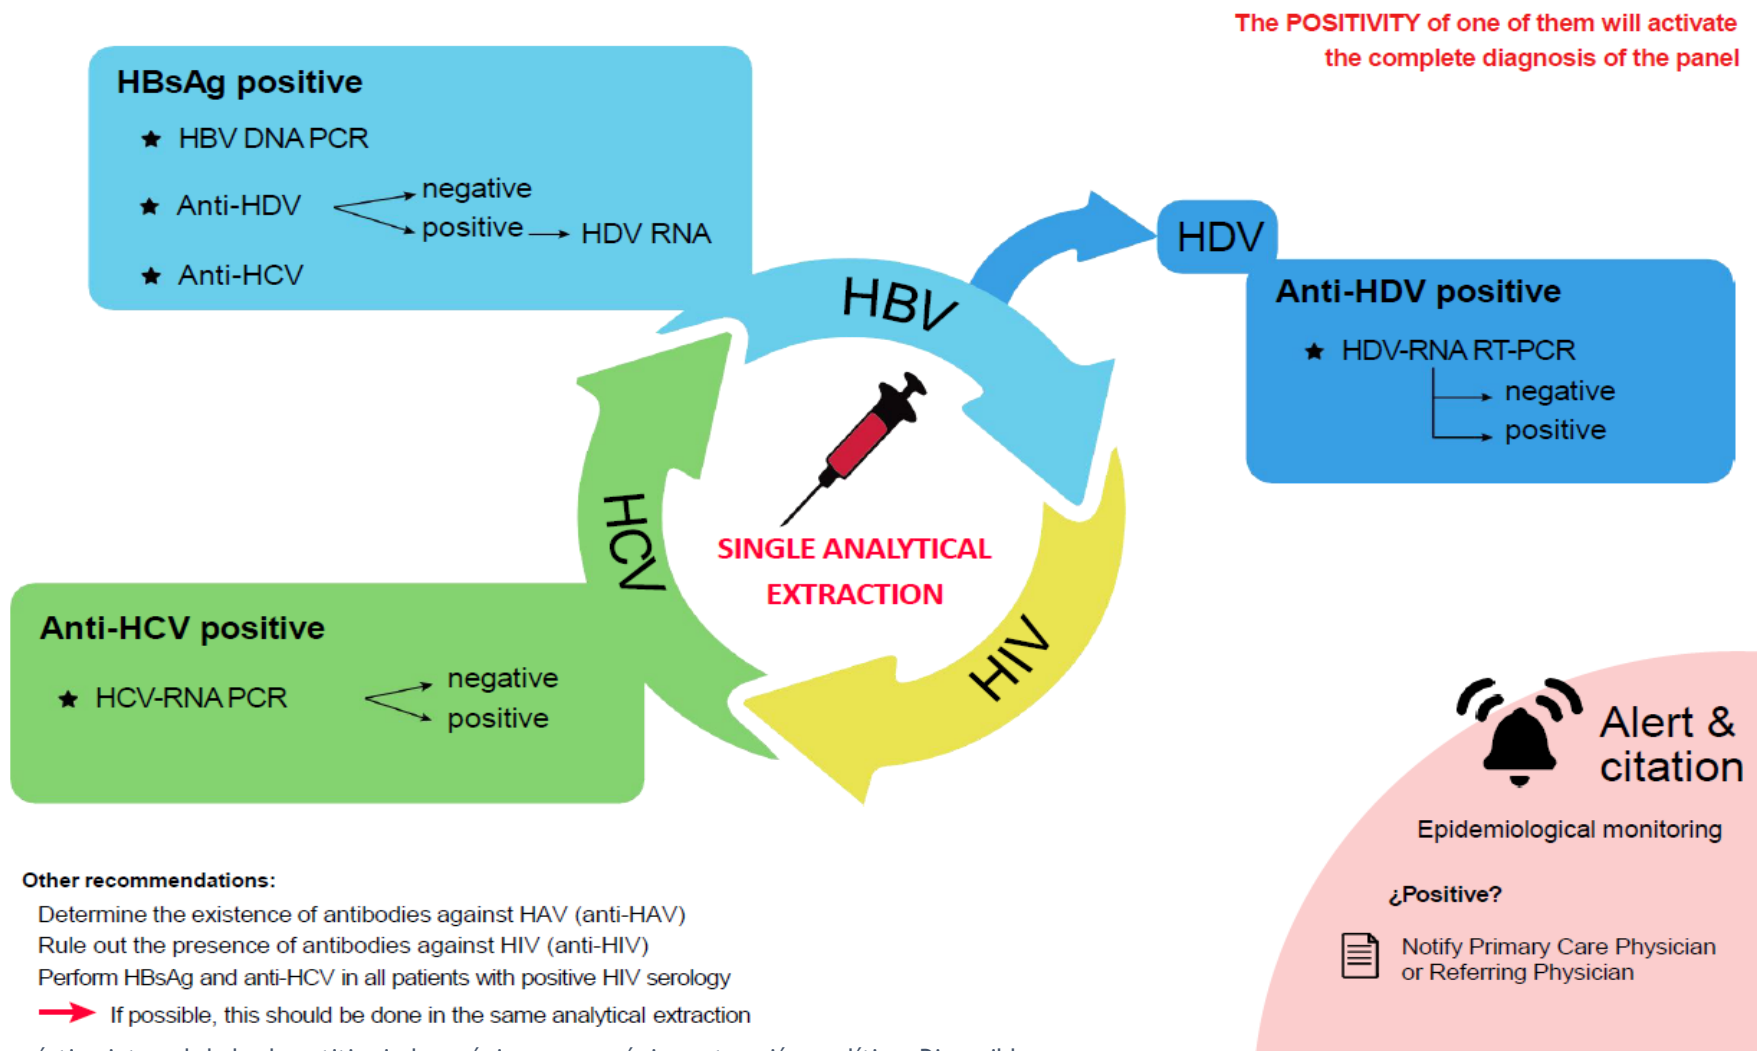 The POSITIVITY of one of them will activate
the complete diagnosis of the panel
HBsAg positive
HBV DNA PCR
Anti-HDV
negative
positive
HDV RNA
Anti-HCV
HBV
HDV
Anti-HDV positive
HDV-RNA RT-PCR
negative
positive
HCV
SINGLE ANALYTICAL
EXTRACTION
HIV
Anti-HCV positive
HCV-RNA PCR
negative
positive
Alert &
citation
Epidemiological monitoring
¿Positive?
Notify Primary Care Physician
or Referring Physician
Other recommendations:
Determine the existence of antibodies against HAV (anti-HAV)
Rule out the presence of antibodies against HIV (anti-HIV)
Perform HBsAg and anti-HCV in all patients with positive HIV serology
If possible, this should be done in the same analytical extraction